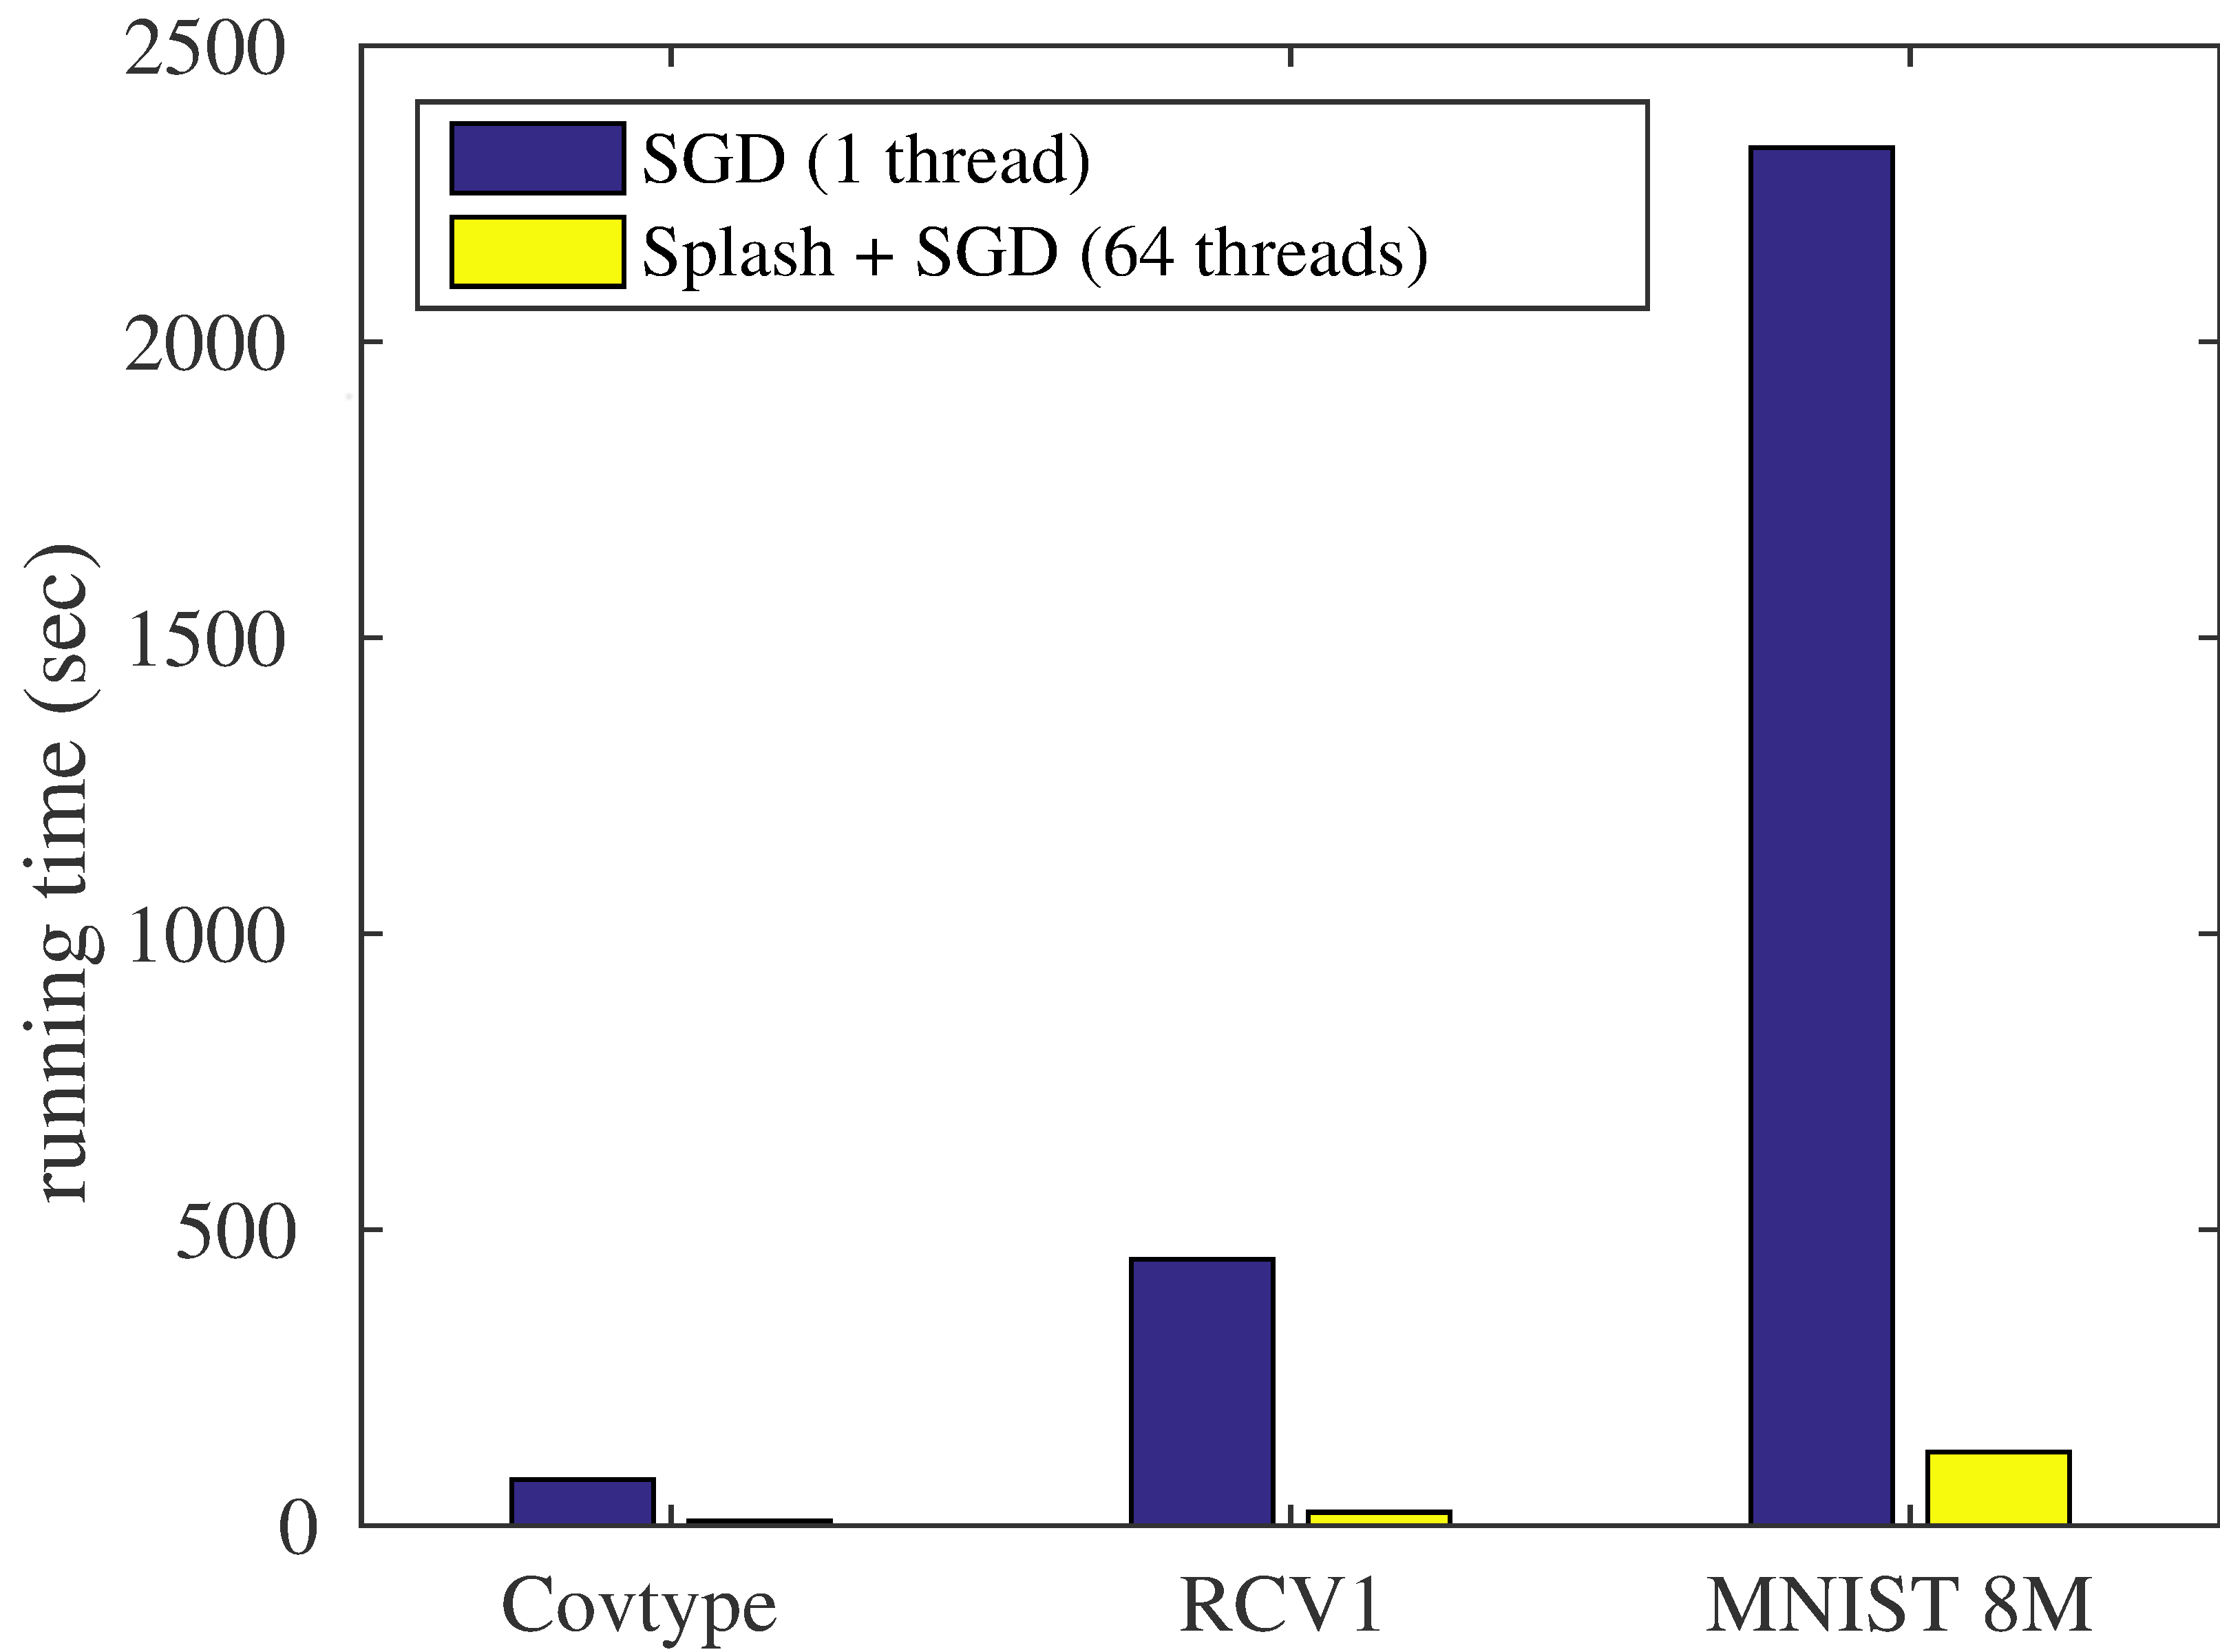 2500
SGD (1 thread)
Splash + SGD (64 threads)
2000
1500
running time (sec)
1000
500
0
Covtype RCV1 MNIST 8M